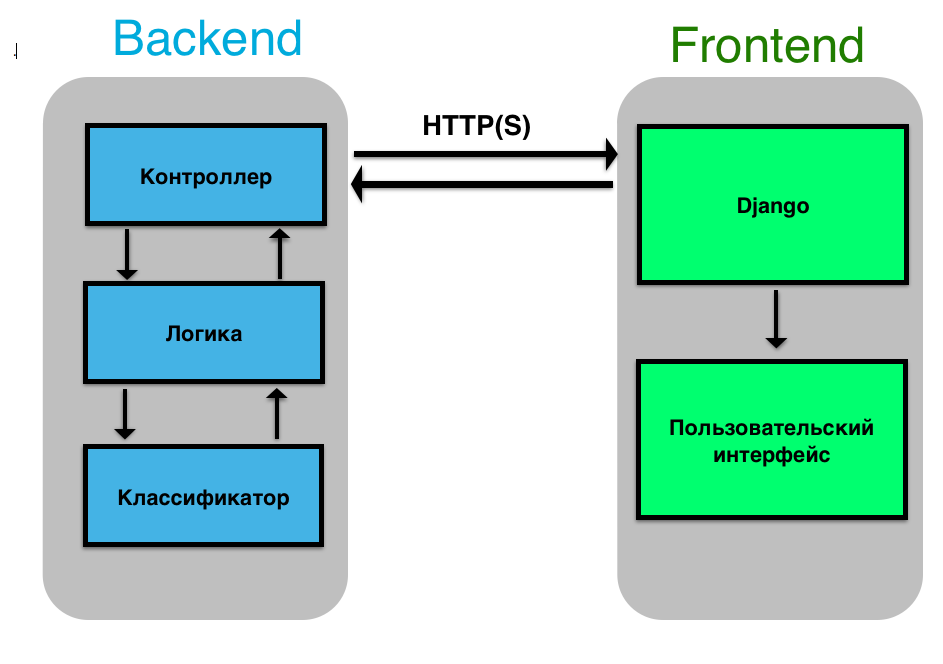 Backend
Frontend
HTTP(S)
Контроллер
Django
Логика
Пользовательский
интерфейс
Классификатор